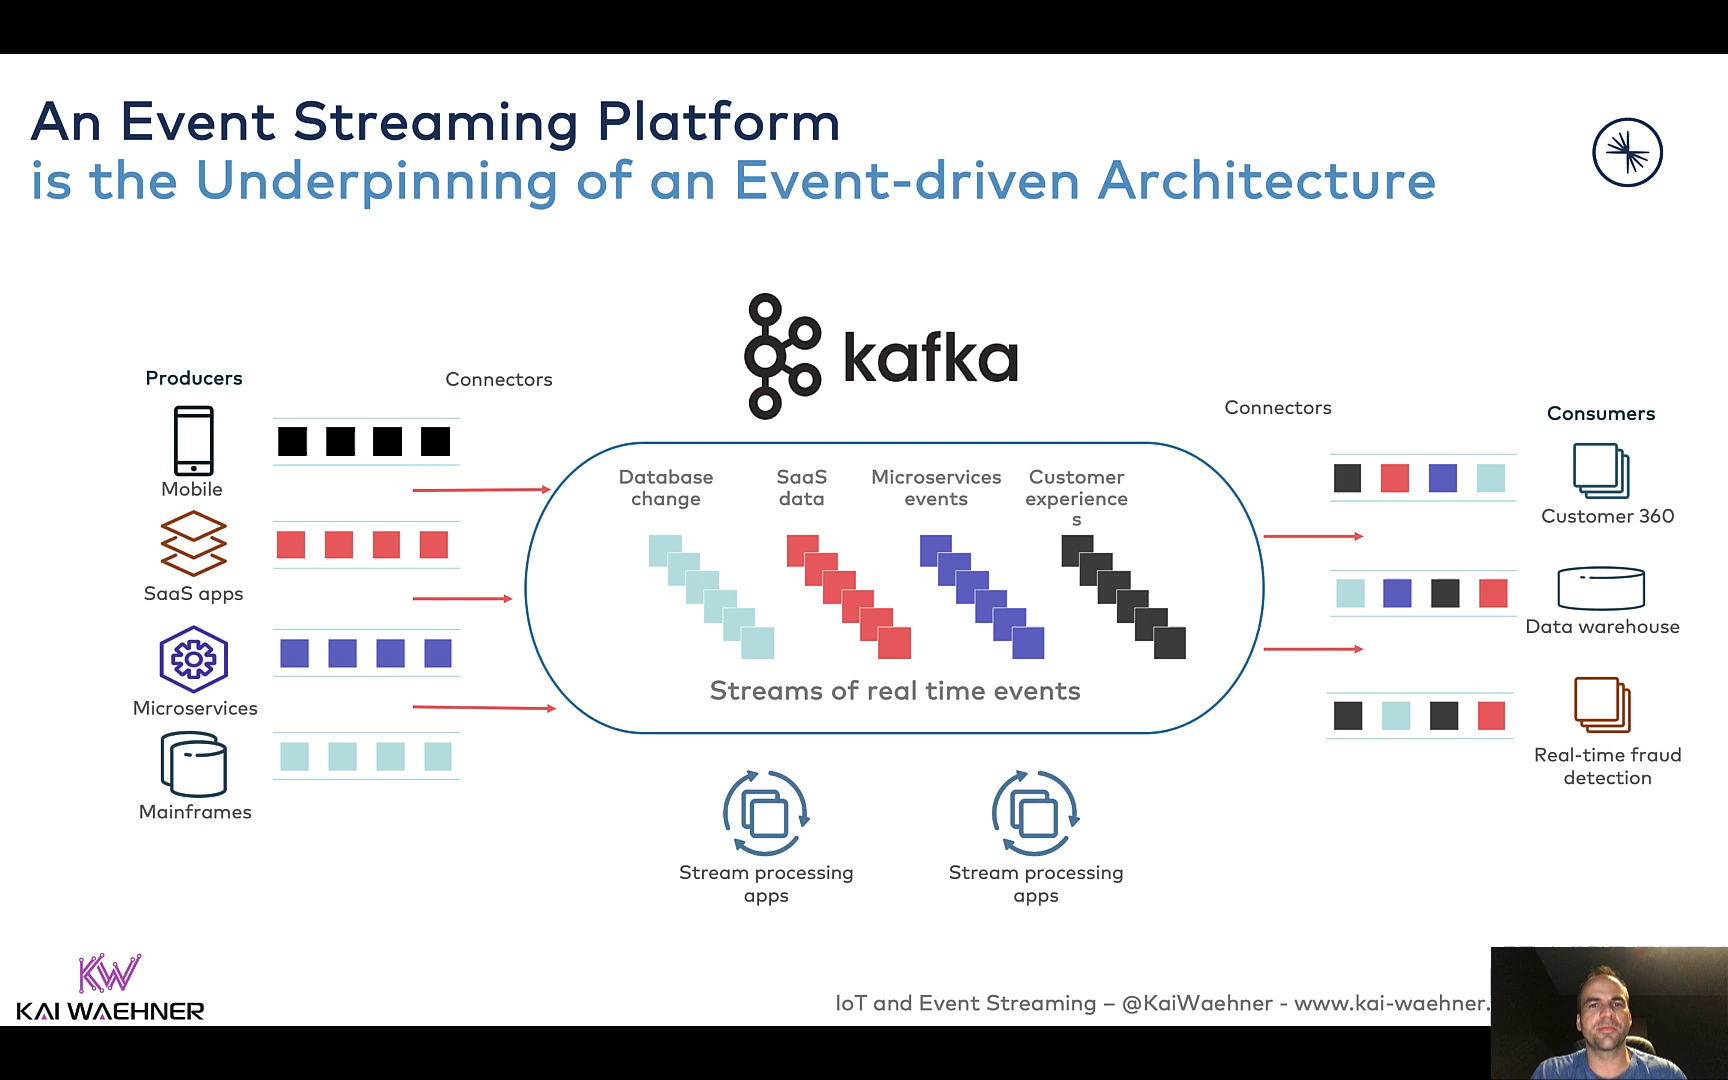 An Event Streaming Platform
is the Underpinning of an Event-driven Architecture
kafka
Producers
Connectors
Mobile
SaaS apps
Microservices
Mainframes
Database
change
SaaS
data
Microservices
events
Customer
experience
s
Streams of real time events
Stream processing
apps
Stream processing
apps
Connectors
Consumers
Customer 360
Data warehouse
Real-time fraud
detection
KW
KAI WAEHNER
IoT and Event Streaming – @KaiWaehner - www.kai-waehner.